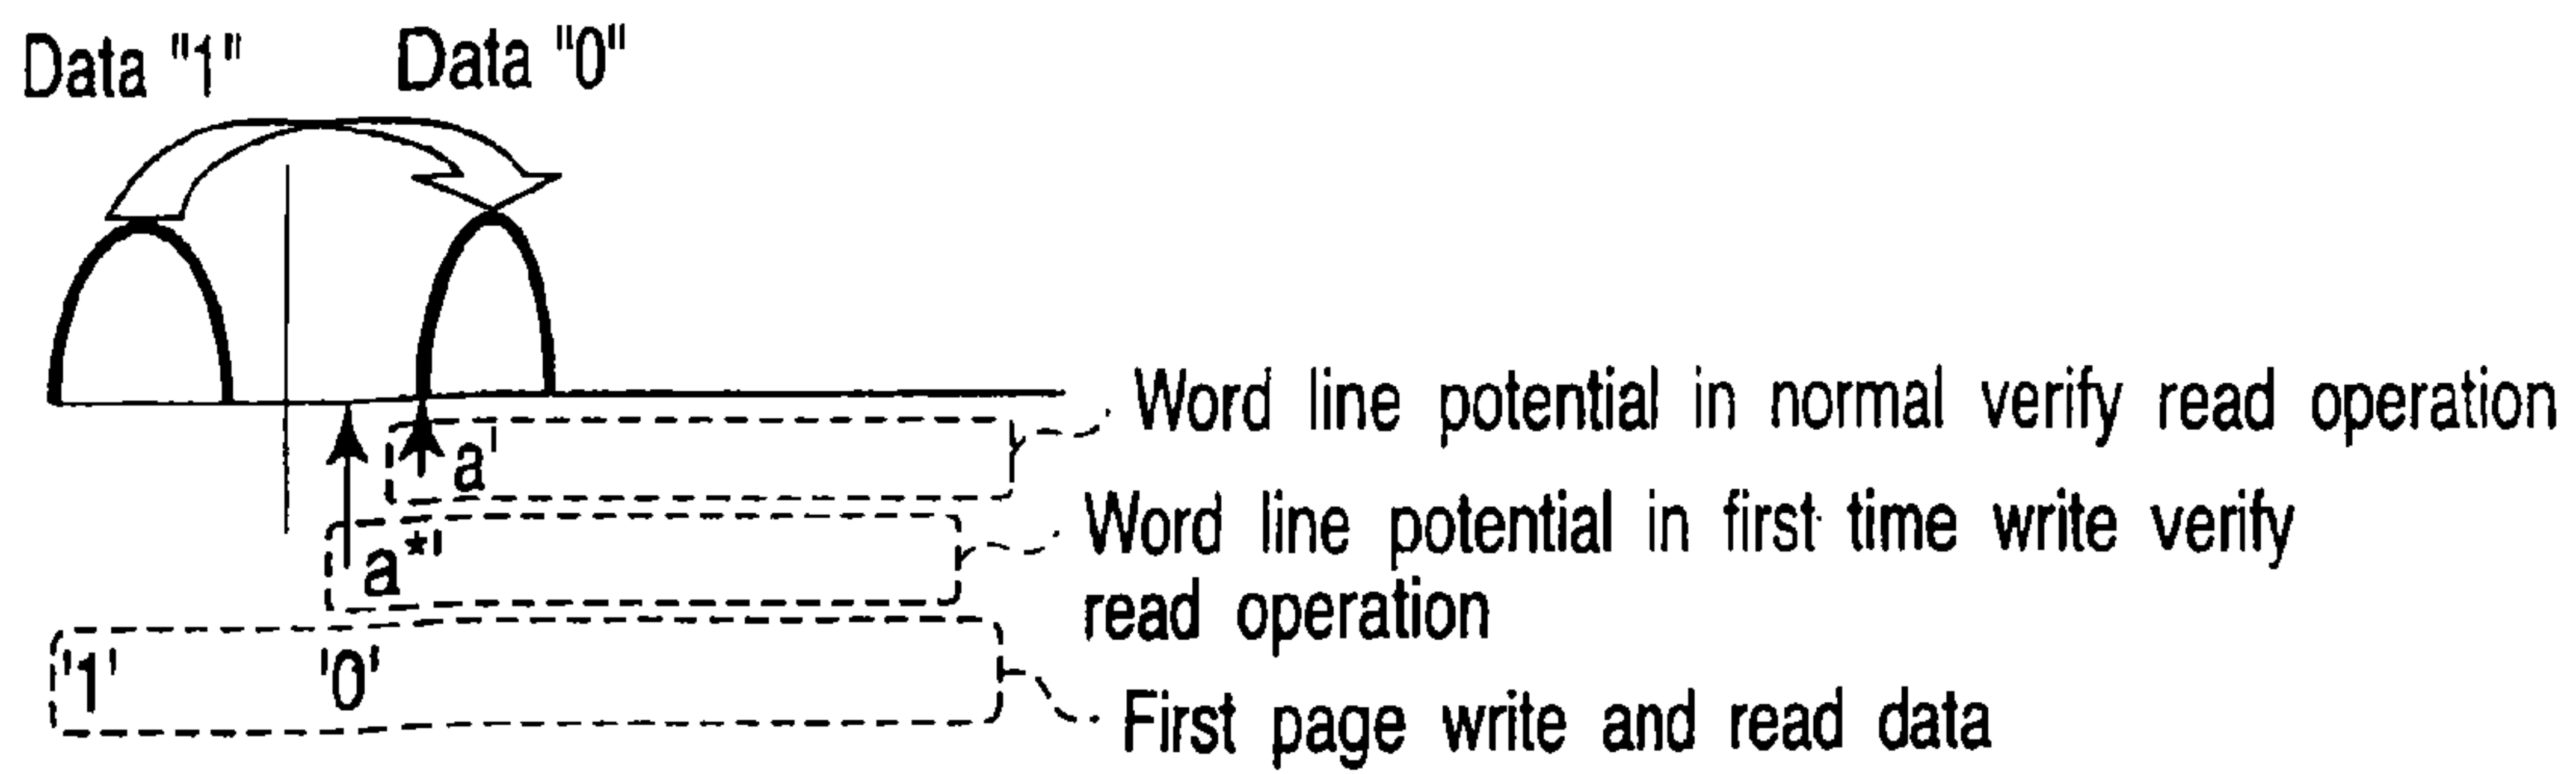 Data "1" Data "0"
Word line potential in normal verify read operation
a'
Word line potential in first time write verify
a*'
read operation
'1' '0'
First page write and read data